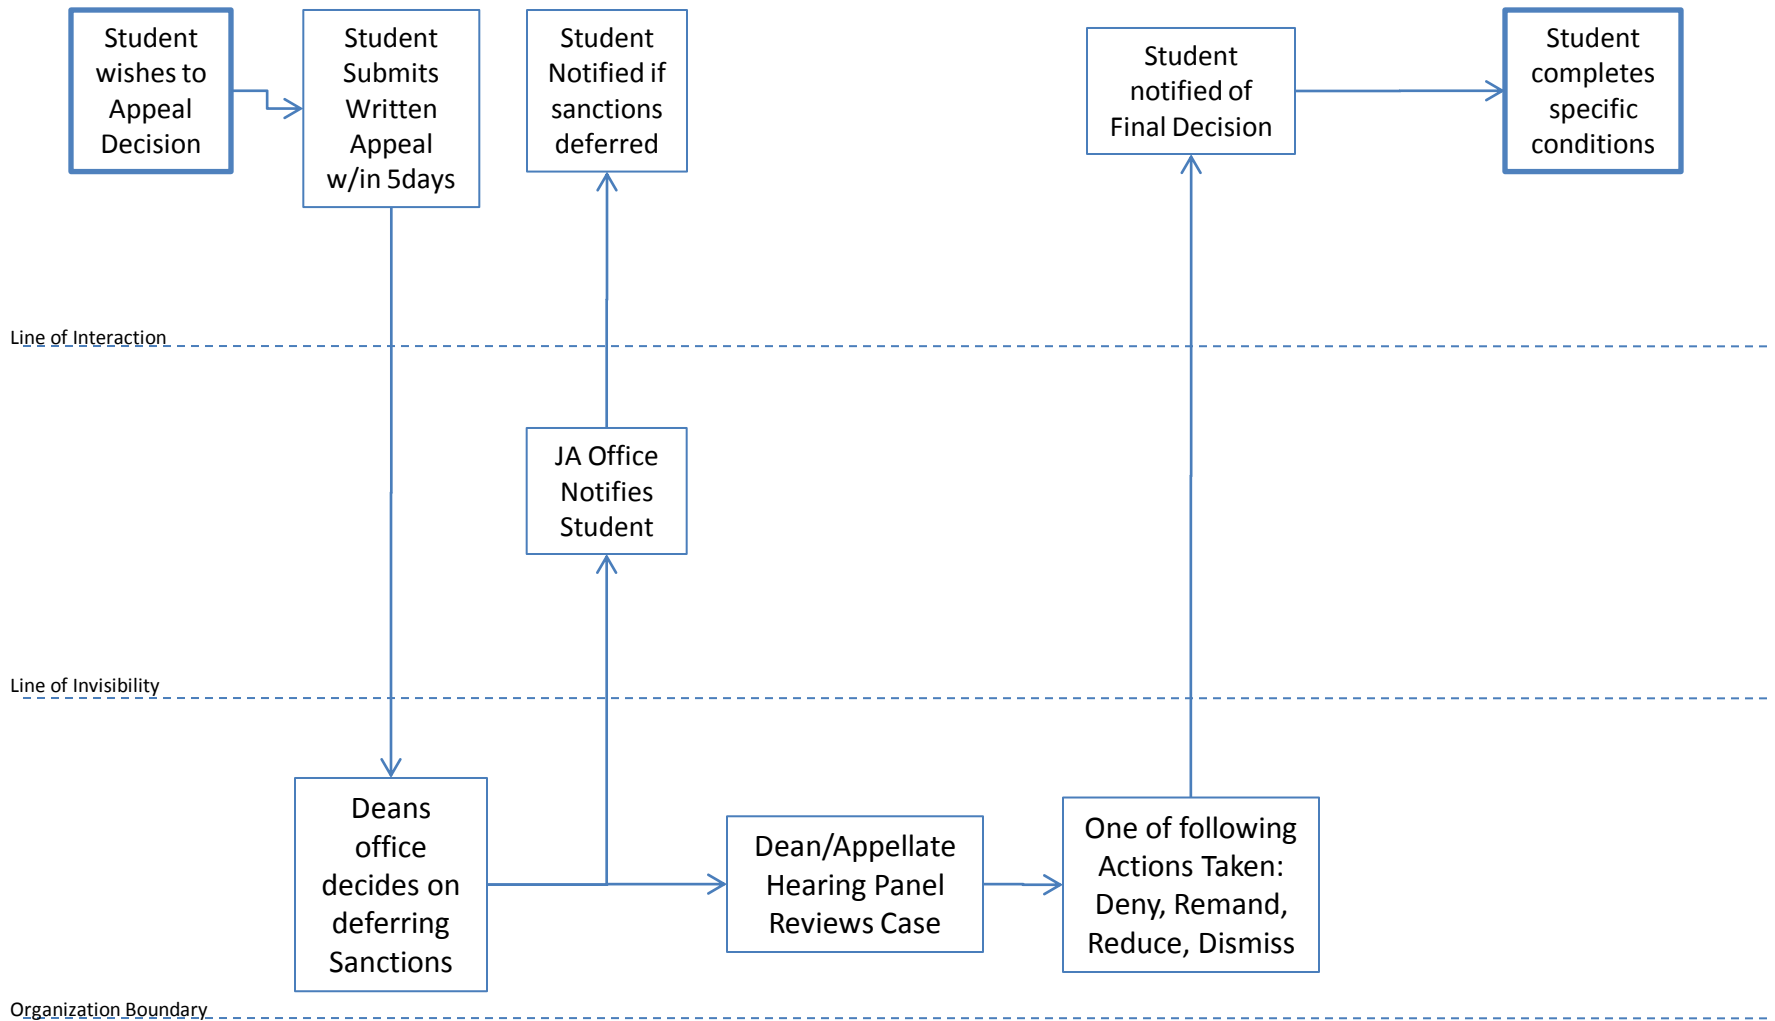 Student
wishes to
Appeal
Decision
Student
Submits
Written
Appeal
w/in 5days
Student
Notified if
sanctions
deferred
Student
notified of
Final Decision
Student
completes
specific
conditions
Line of Interaction
JA Office
Notifies
Student
Line of Invisibility
Deans
office
decides on
deferring
Sanctions
Dean/Appellate
Hearing Panel
Reviews Case
One of following
Actions Taken:
Deny, Remand,
Reduce, Dismiss
Organization Boundary